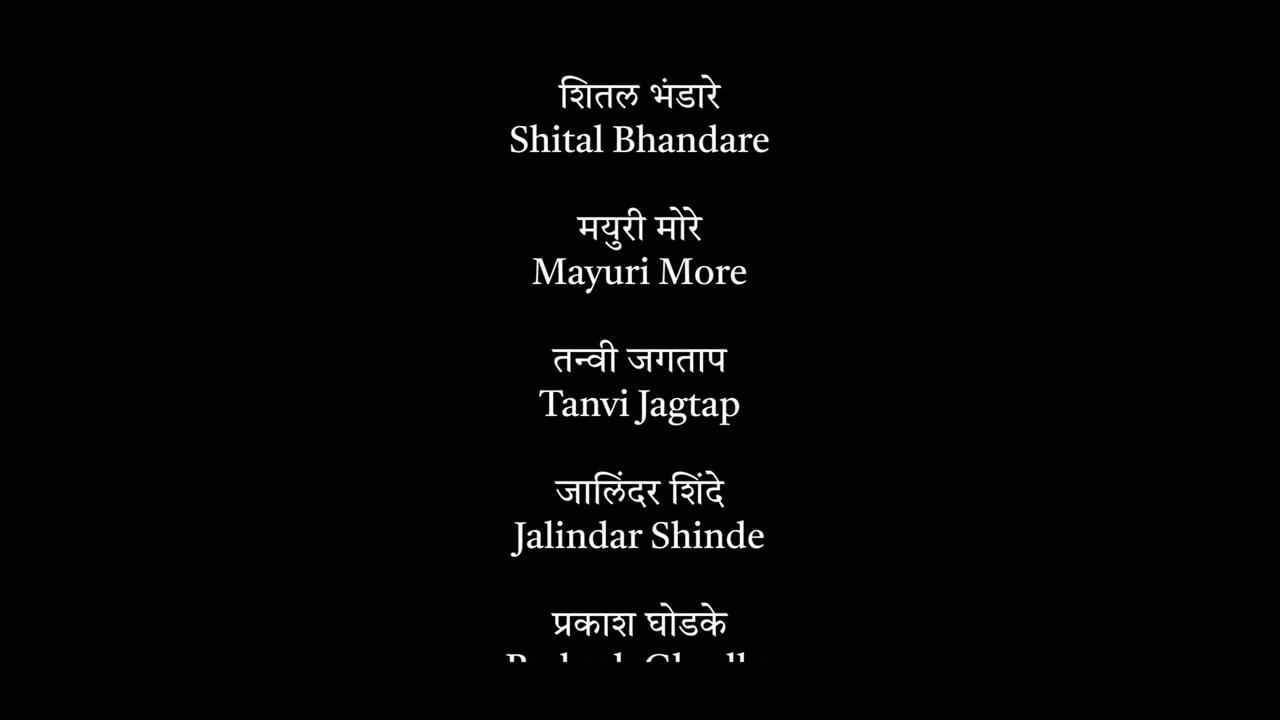 शितल भंडारे
Shital Bhandare
मयुरी मोरे
Mayuri More
तन्वी जगताप
Tanvi Jagtap
जालिंदर शिंदे
Jalindar Shinde
प्रकाश घोडके